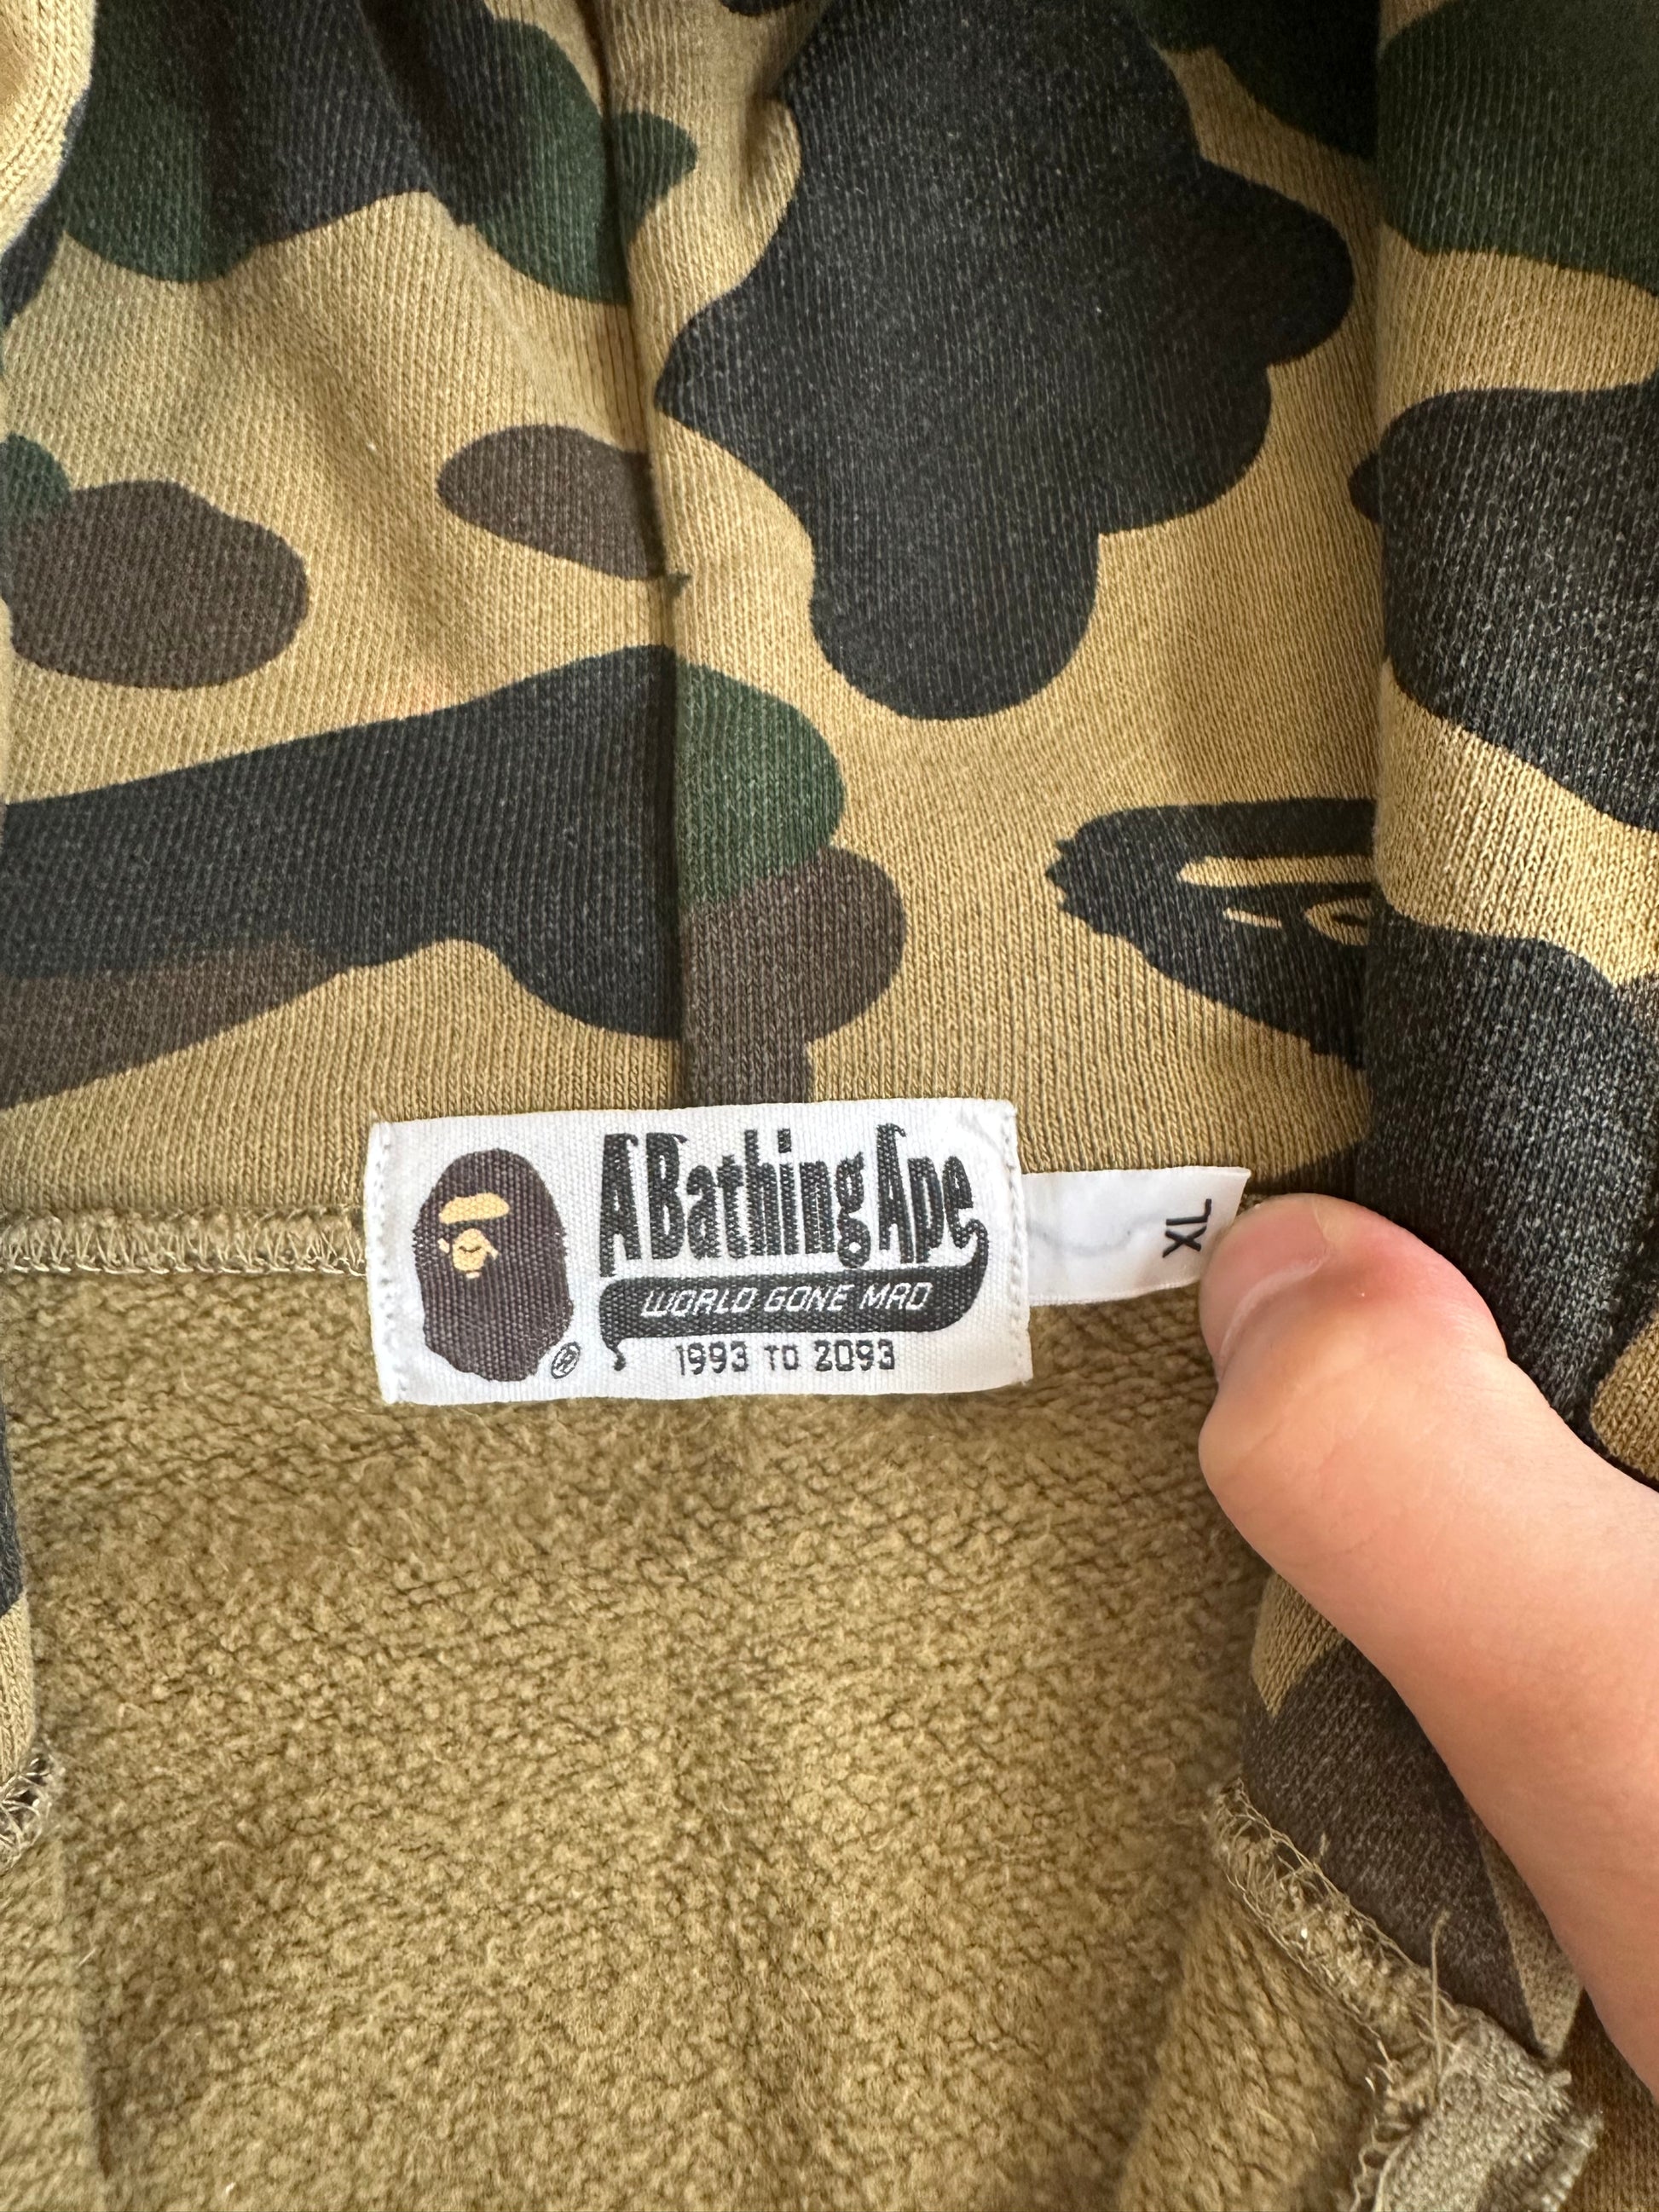 A Bathing Ape
WORLD GONE MAD
®
1993 TO 2093
XL